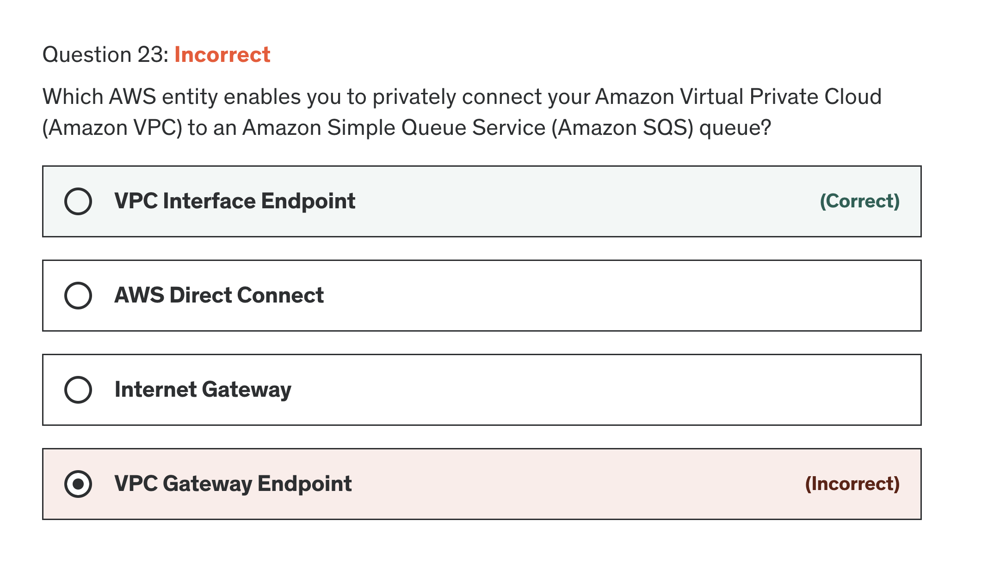 Question 23: Incorrect
Which AWS entity enables you to privately connect your Amazon Virtual Private Cloud
(Amazon VPC) to an Amazon Simple Queue Service (Amazon SQS) queue?
VPC Interface Endpoint (Correct)
AWS Direct Connect
Internet Gateway
VPC Gateway Endpoint (Incorrect)